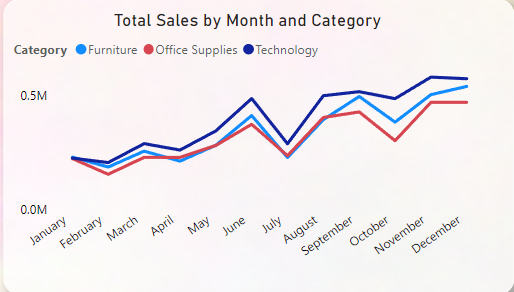 Total Sales by Month and Category
Category Furniture Office Supplies Technology
0.5M
0.0M
January February March April May June July August September October November December